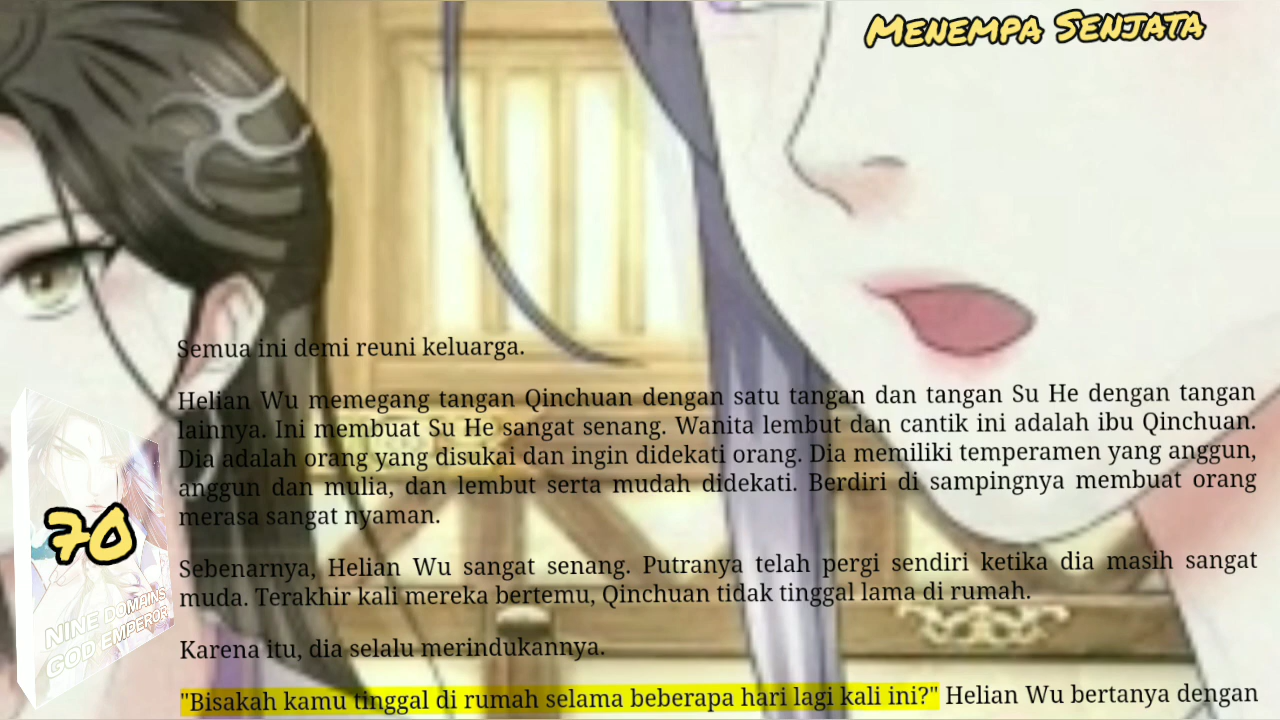 Menempa Senjata
Semua ini demi reuni keluarga.
Helian Wu memegang tangan Qinchuan dengan satu tangan dan tangan Su He dengan tangan
lainnya. Ini membuat Su He sangat senang. Wanita lembut dan cantik ini adalah ibu Qinchuan.
Dia adalah orang yang disukai dan ingin didekati orang. Dia memiliki temperamen yang anggun,
anggun dan mulia, dan lembut serta mudah didekati. Berdiri di sampingnya membuat orang
merasa sangat nyaman.
Sebenarnya, Helian Wu sangat senang. Putranya telah pergi sendiri ketika dia masih sangat
muda. Terakhir kali mereka bertemu, Qinchuan tidak tinggal lama di rumah.
Karena itu, dia selalu merindukannya.
"Bisakah kamu tinggal di rumah selama beberapa hari lagi kali ini?" Helian Wu bertanya dengan
70
NINE DOMAINS
GOD EMPEROR